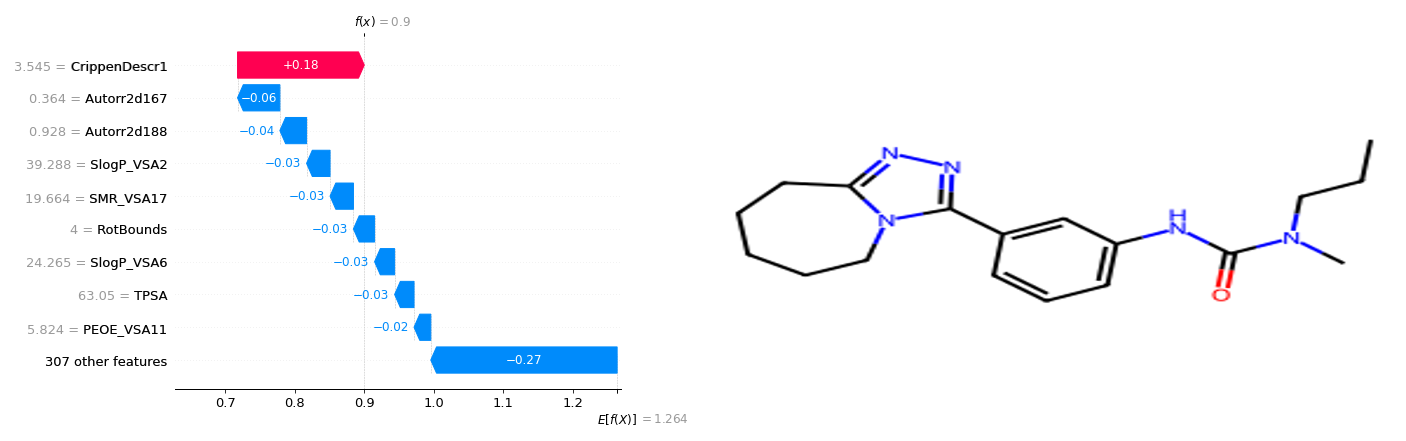 f(x) = 0.9
3.545 = CrippenDescr1
+0.18
0.364 = Autorr2d167
−0.06
0.928 = Autorr2d188
−0.04
39.288 = SlogP_VSA2
−0.03
19.664 = SMR_VSA17
−0.03
4 = RotBounds
−0.03
24.265 = SlogP_VSA6
−0.03
63.05 = TPSA
−0.03
5.824 = PEOE_VSA11
−0.02
307 other features
−0.27
0.7 0.8 0.9 1.0 1.1 1.2
E[f(X)] = 1.264
N
N
N
H
N
N
O